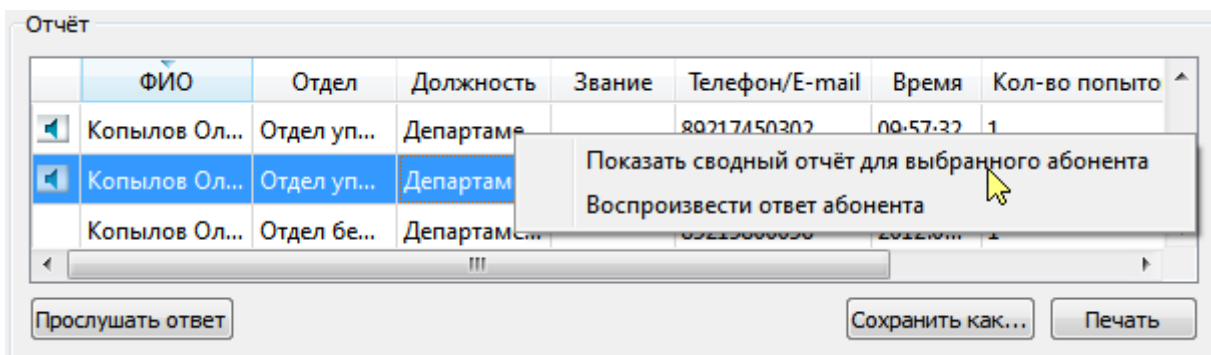 Отчёт
ФИО Отдел Должность Звание Телефон/E-mail Время Кол-во попыто
Копылов Ол... Отдел уп... Департаме... 89217450302 09:57:32 1
Показать сводный отчёт для выбранного абонента
Копылов Ол... Отдел уп... Департам
Воспроизвести ответ абонента
Копылов Ол... Отдел бе... Департаме... 1
Прослушать ответ Сохранить как... Печать